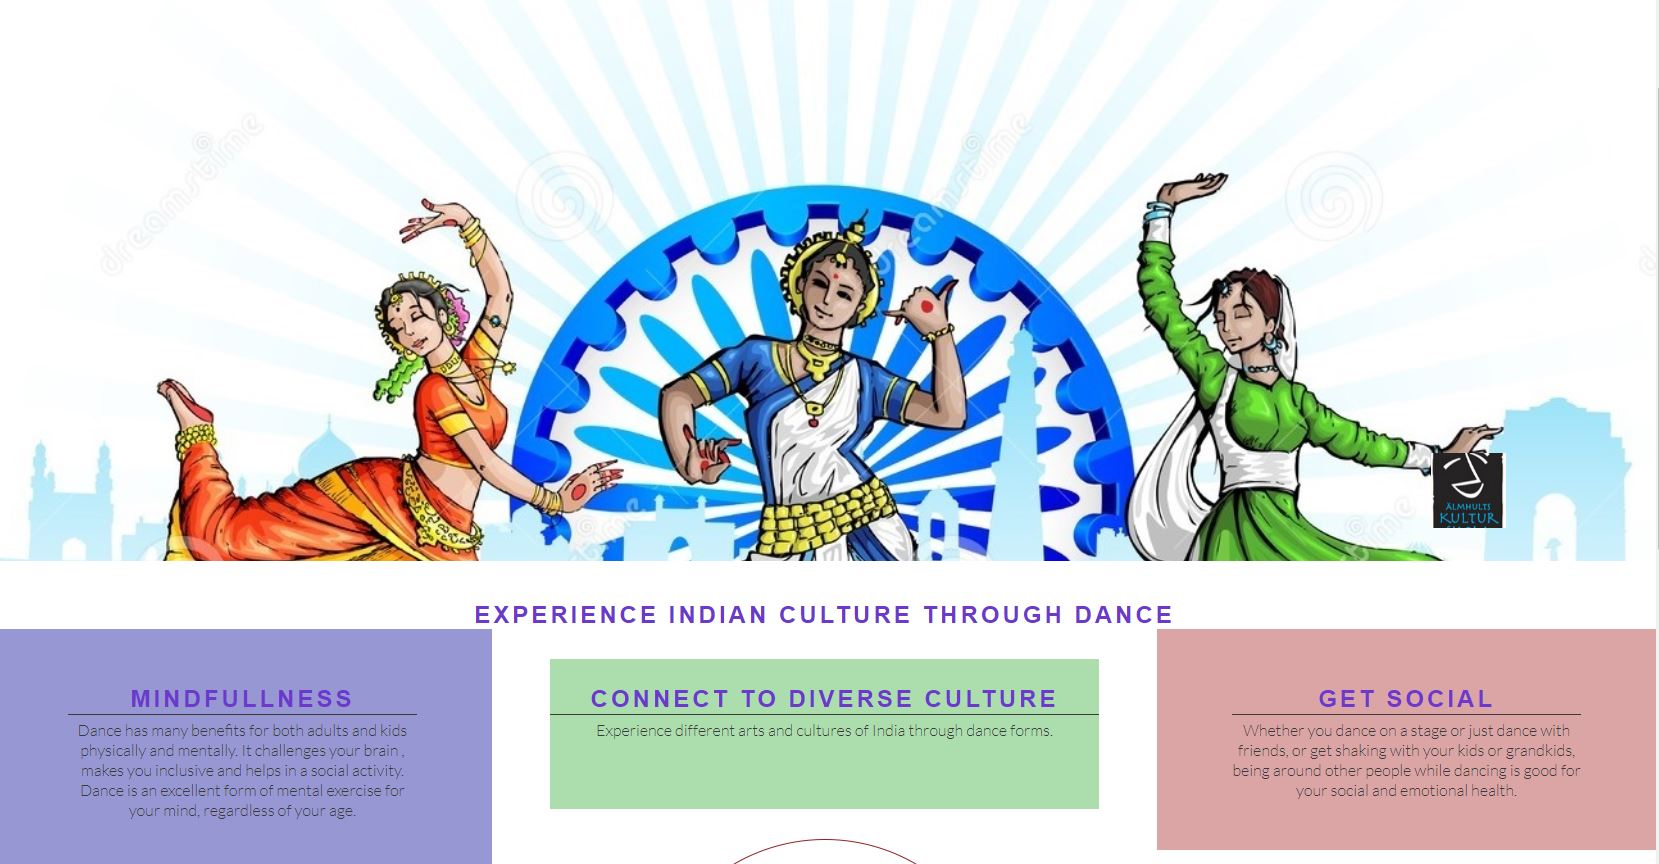 dreamstime
dreamstime
ÄLMHULTS
KULTUR
EXPERIENCE INDIAN CULTURE THROUGH DANCE
MINDFULLNESS
Dance has many benefits for both adults and kids
physically and mentally. It challenges your brain ,
makes you inclusive and helps in a social activity.
Dance is an excellent form of mental exercise for
your mind, regardless of your age.
CONNECT TO DIVERSE CULTURE
Experience different arts and cultures of India through dance forms.
GET SOCIAL
Whether you dance on a stage or just dance with
friends, or get shaking with your kids or grandkids,
being around other people while dancing is good for
your social and emotional health.